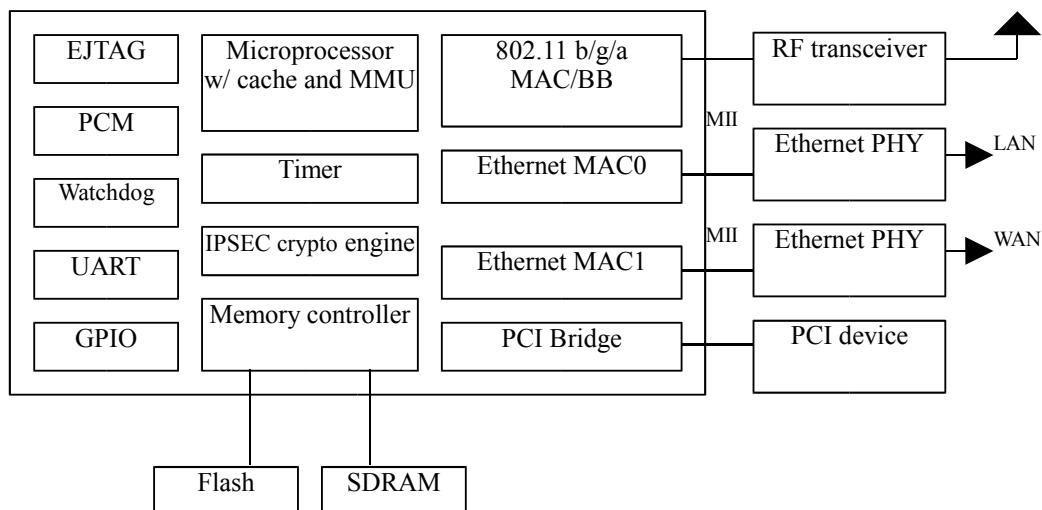 EJTAG
PCM
Watchdog
UART
GPIO
Microprocessor
w/ cache and MMU
Timer
IPSEC crypto engine
Memory controller
802.11 b/g/a
MAC/BB
Ethernet MAC0
Ethernet MAC1
PCI Bridge
MII
MII
RF transceiver
Ethernet PHY
LAN
Ethernet PHY
WAN
PCI device
Flash
SDRAM